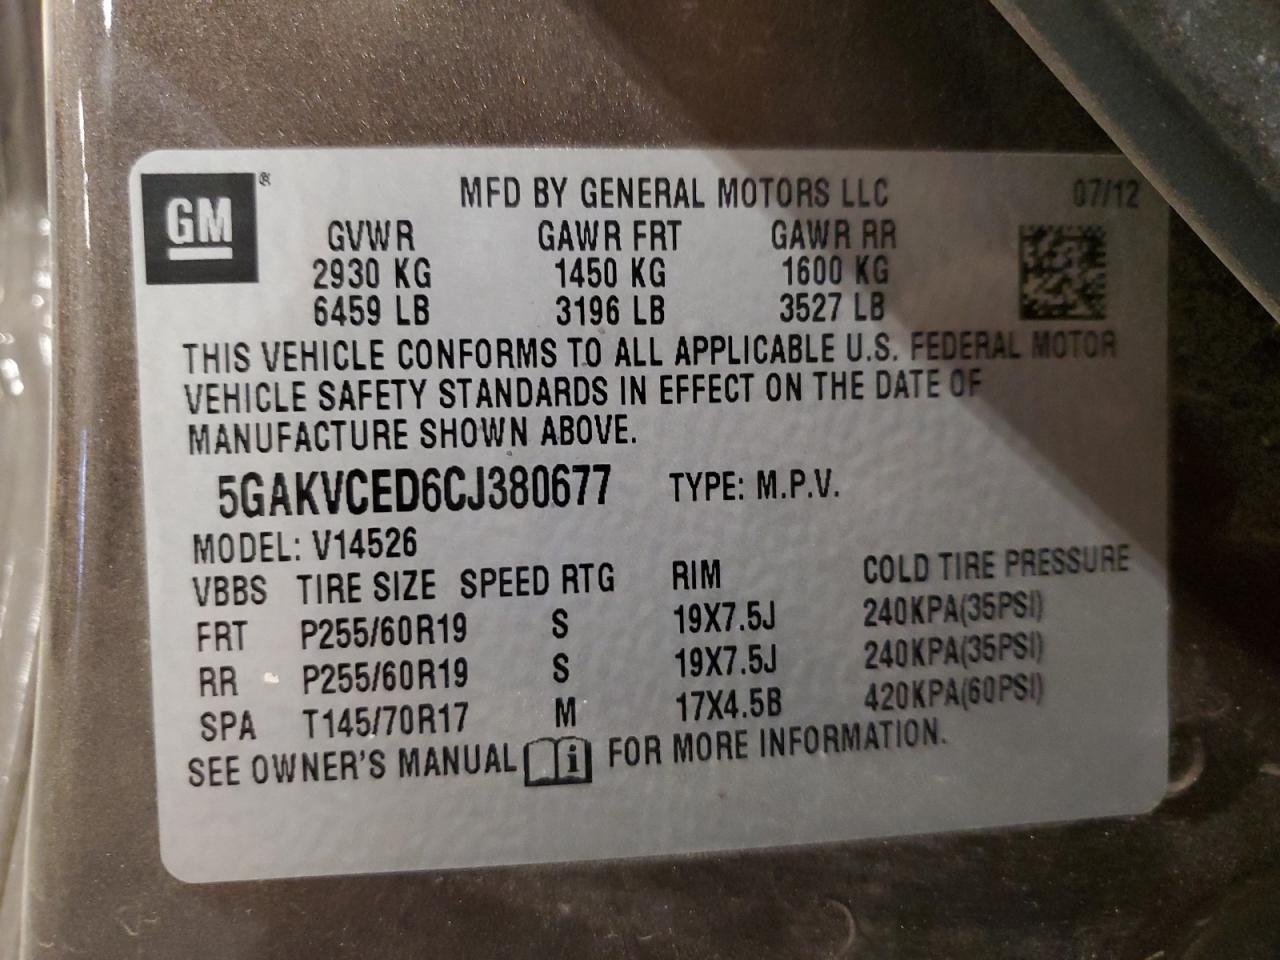 GM ® MFD BY GENERAL MOTORS LLC 07/12
GVWR GAWR FRT GAWR RR
2930 KG 1450 KG 1600 KG
6459 LB 3196 LB 3527 LB
THIS VEHICLE CONFORMS TO ALL APPLICABLE U.S. FEDERAL MOTOR
VEHICLE SAFETY STANDARDS IN EFFECT ON THE DATE OF
MANUFACTURE SHOWN ABOVE.
5GAKVCED6CJ380677 TYPE: M.P.V.
MODEL: V14526
VBBS TIRE SIZE SPEED RTG RIM COLD TIRE PRESSURE
FRT P255/60R19 S 19X7.5J 240KPA(35PSI)
RR P255/60R19 S 19X7.5J 240KPA(35PSI)
SPA T145/70R17 M 17X4.5B 420KPA(60PSI)
SEE OWNER'S MANUAL i FOR MORE INFORMATION.